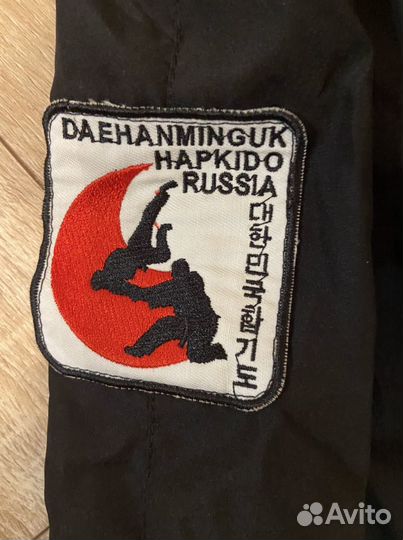 DAEHANMINGUK
HAPKIDO
RUSSIA
대한민국합기도
Avito